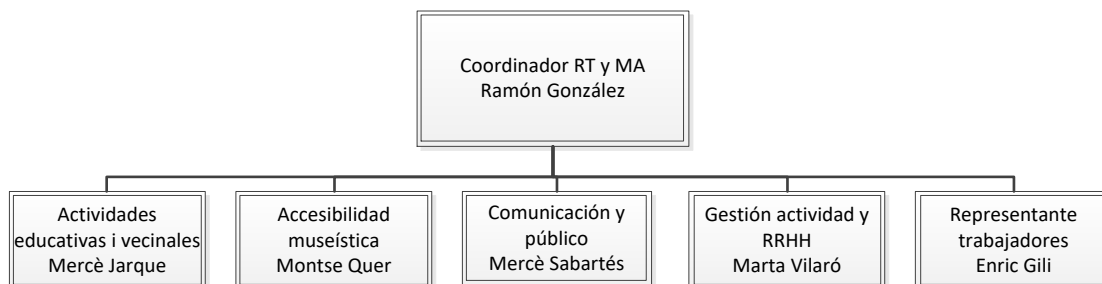 Coordinador RT y MA
Ramón González
Actividades
educativas i vecinales
Mercè Jarque
Accesibilidad
museística
Montse Quer
Comunicación y
público
Mercè Sabartés
Gestión actividad y
RRHH
Marta Vilaró
Representante
trabajadores
Enric Gili